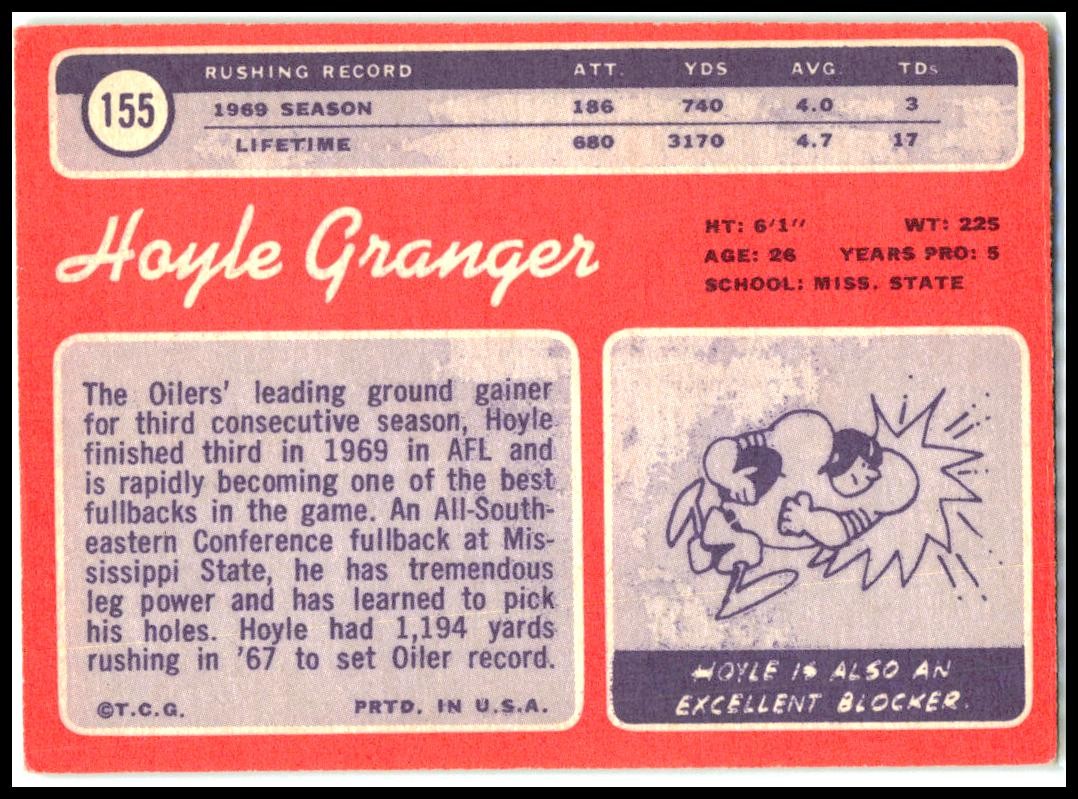 155
RUSHING RECORD ATT. YDS AVG. TDs
1969 SEASON 186 740 4.0 3
LIFETIME 680 3170 4.7 17
Hoyle Granger
HT: 6'1" WT: 225
AGE: 26 YEARS PRO: 5
SCHOOL: MISS. STATE
The Oilers' leading ground gainer
for third consecutive season, Hoyle
finished third in 1969 in AFL and
is rapidly becoming one of the best
fullbacks in the game. An All-South-
eastern Conference fullback at Mis-
sissippi State, he has tremendous
leg power and has learned to pick
his holes. Hoyle had 1,194 yards
rushing in '67 to set Oiler record.
©T.C.G. PRTD. IN U.S.A.
HOYLE IS ALSO AN
EXCELLENT BLOCKER.